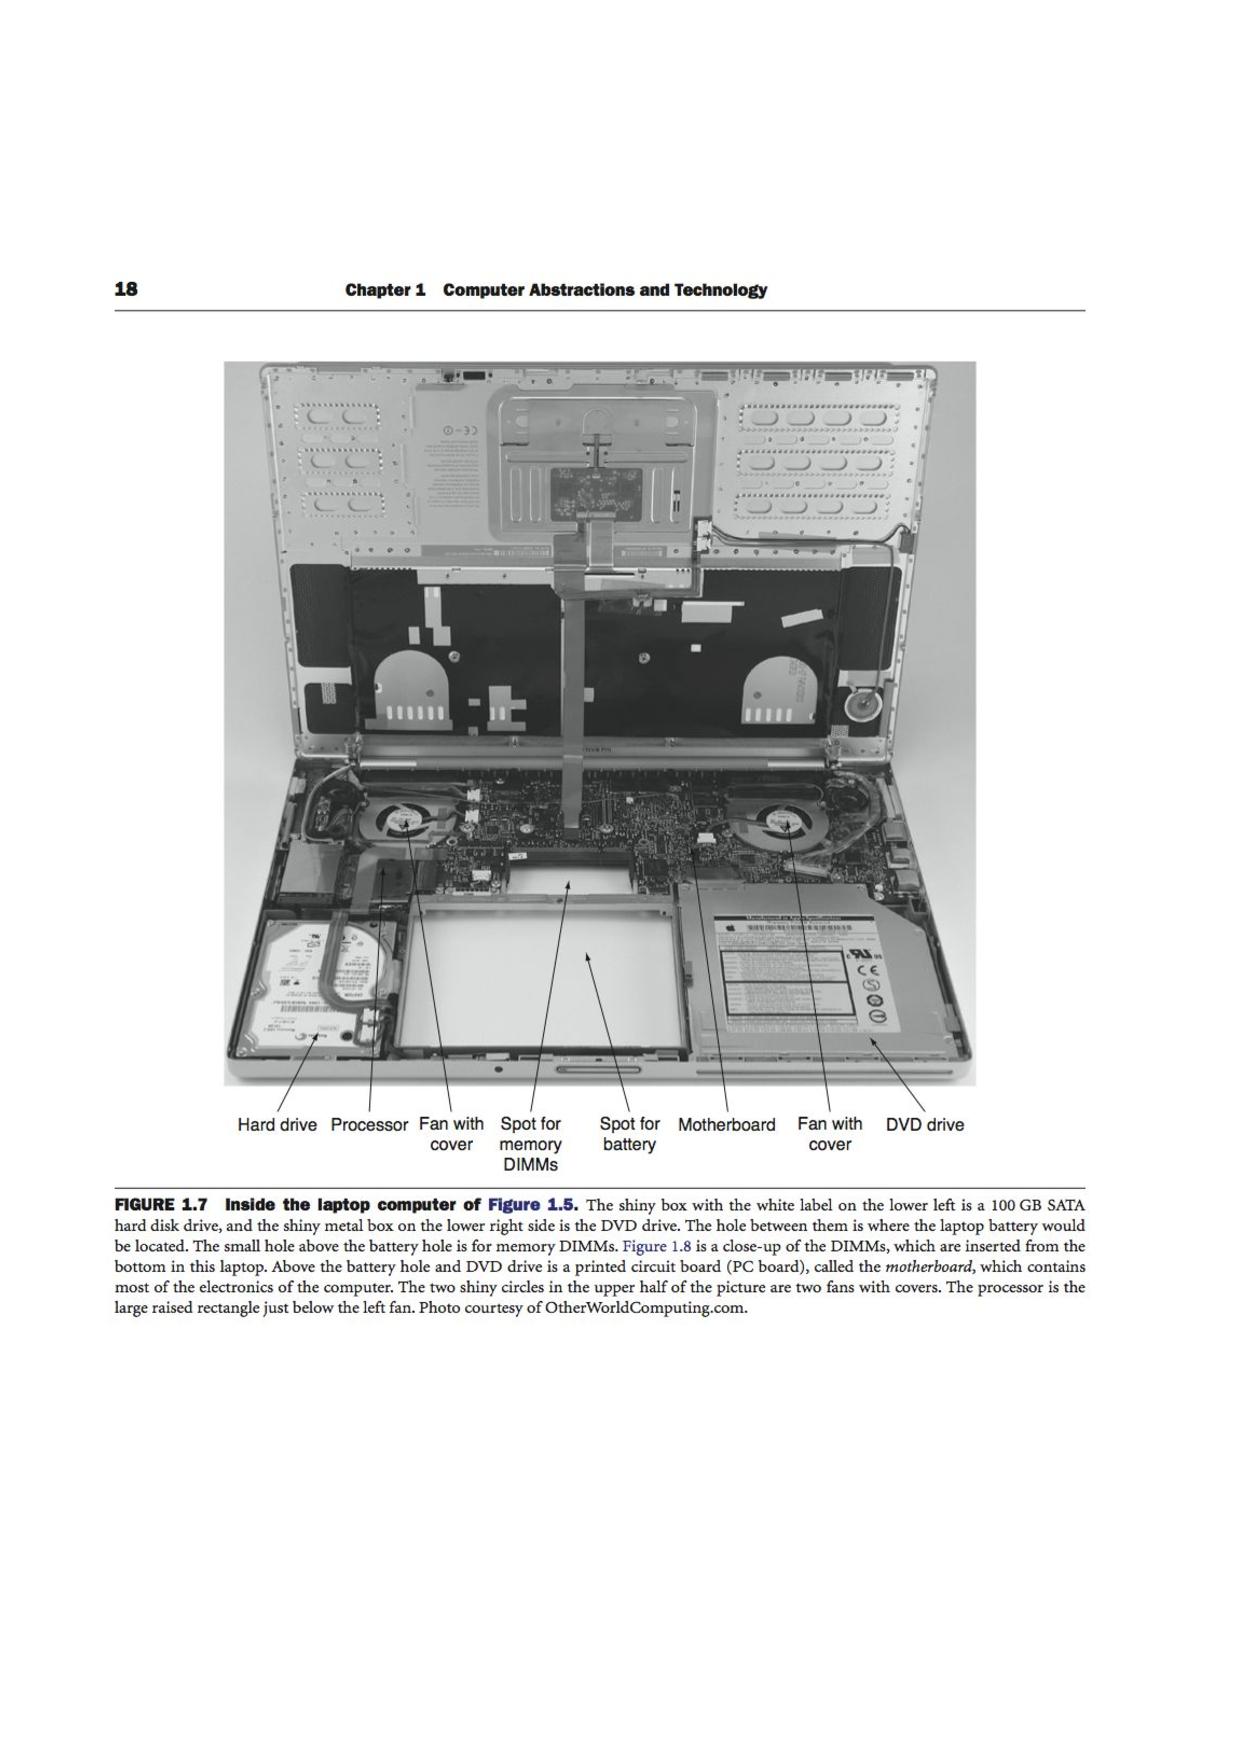 18
Chapter 1 Computer Abstractions and Technology
Hard drive Processor Fan with Spot for Spot for Motherboard Fan with DVD drive
cover memory battery cover
DIMMs
FIGURE 1.7 Inside the laptop computer of Figure 1.5. The shiny box with the white label on the lower left is a 100 GB SATA
hard disk drive, and the shiny metal box on the lower right side is the DVD drive. The hole between them is where the laptop battery would
be located. The small hole above the battery hole is for memory DIMMs. Figure 1.8 is a close-up of the DIMMs, which are inserted from the
bottom in this laptop. Above the battery hole and DVD drive is a printed circuit board (PC board), called the motherboard, which contains
most of the electronics of the computer. The two shiny circles in the upper half of the picture are two fans with covers. The processor is the
large raised rectangle just below the left fan. Photo courtesy of OtherWorldComputing.com.